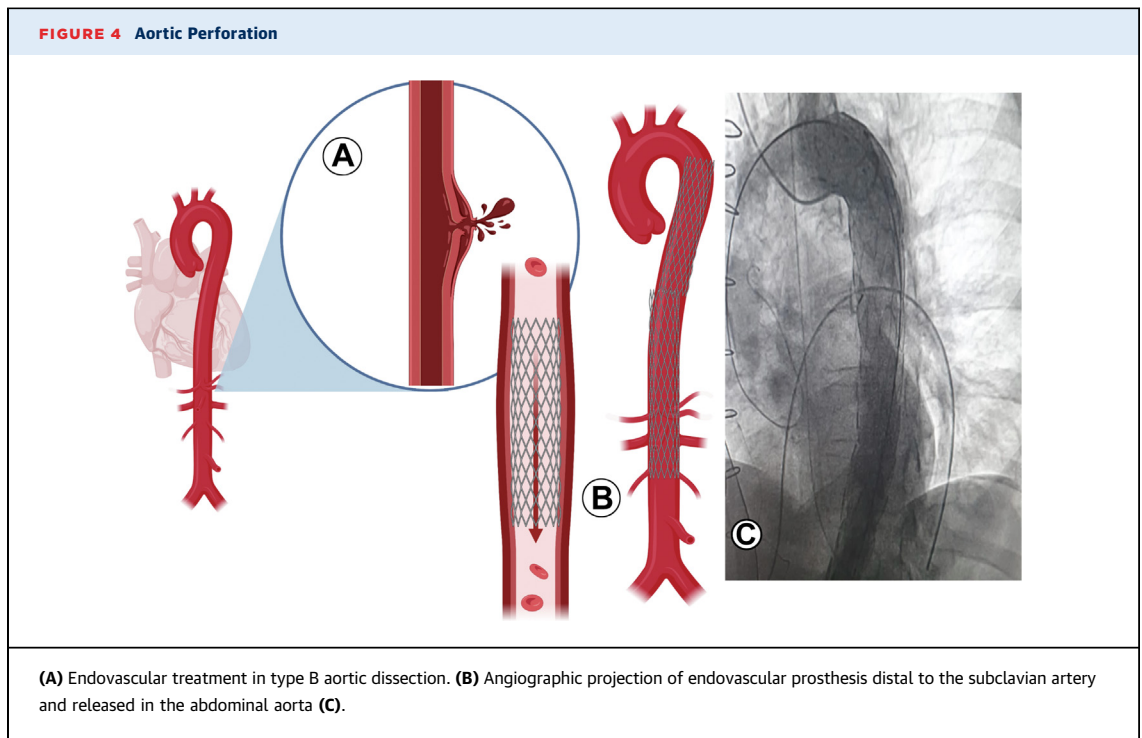 FIGURE 4 Aortic Perforation
A
B
C
(A) Endovascular treatment in type B aortic dissection. (B) Angiographic projection of endovascular prosthesis distal to the subclavian artery
and released in the abdominal aorta (C).